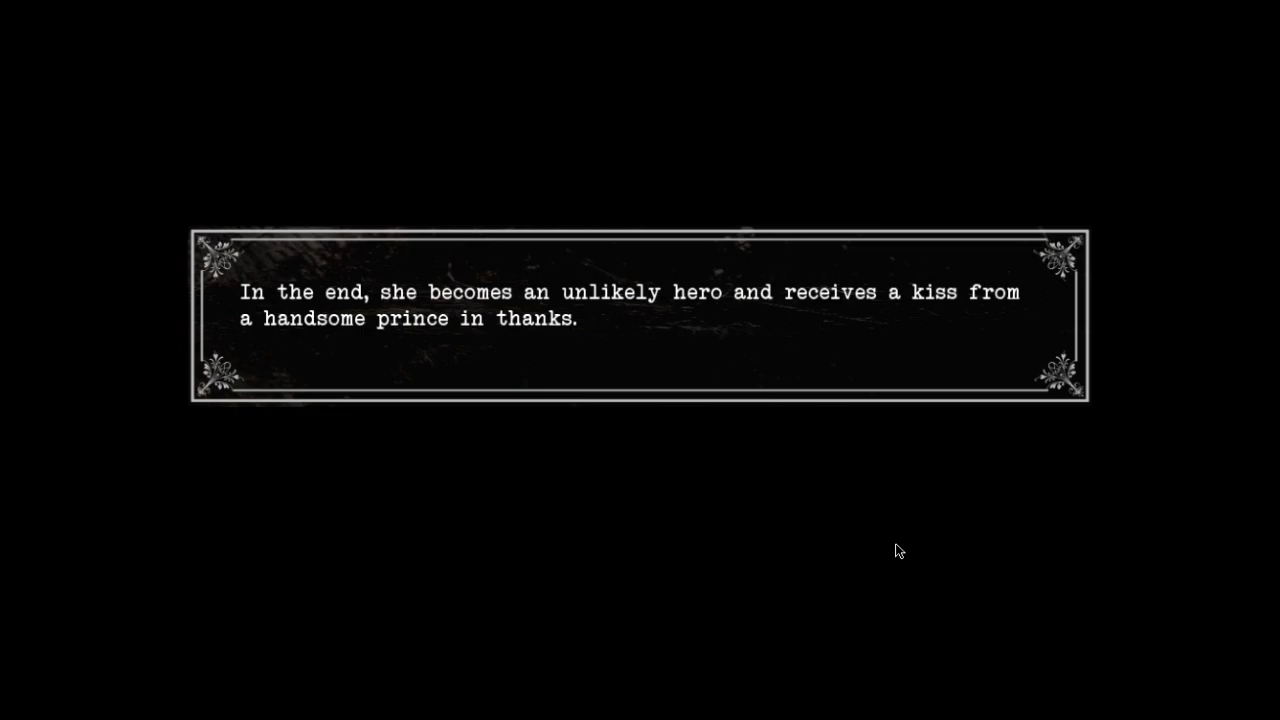 In the end, she becomes an unlikely hero and receives a kiss from
a handsome prince in thanks.